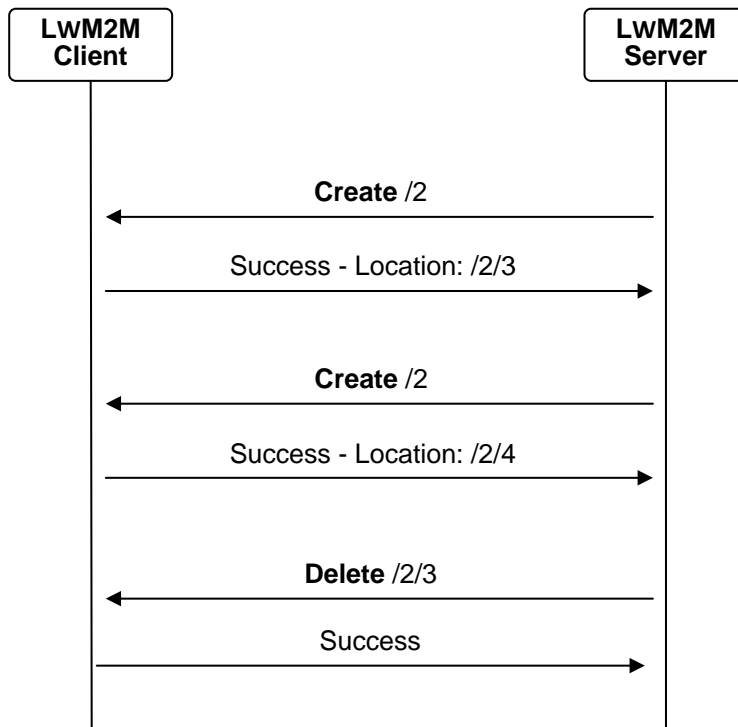 LwM2M
Client
LwM2M
Server
Create /2
Success - Location: /2/3
Create /2
Success - Location: /2/4
Delete /2/3
Success